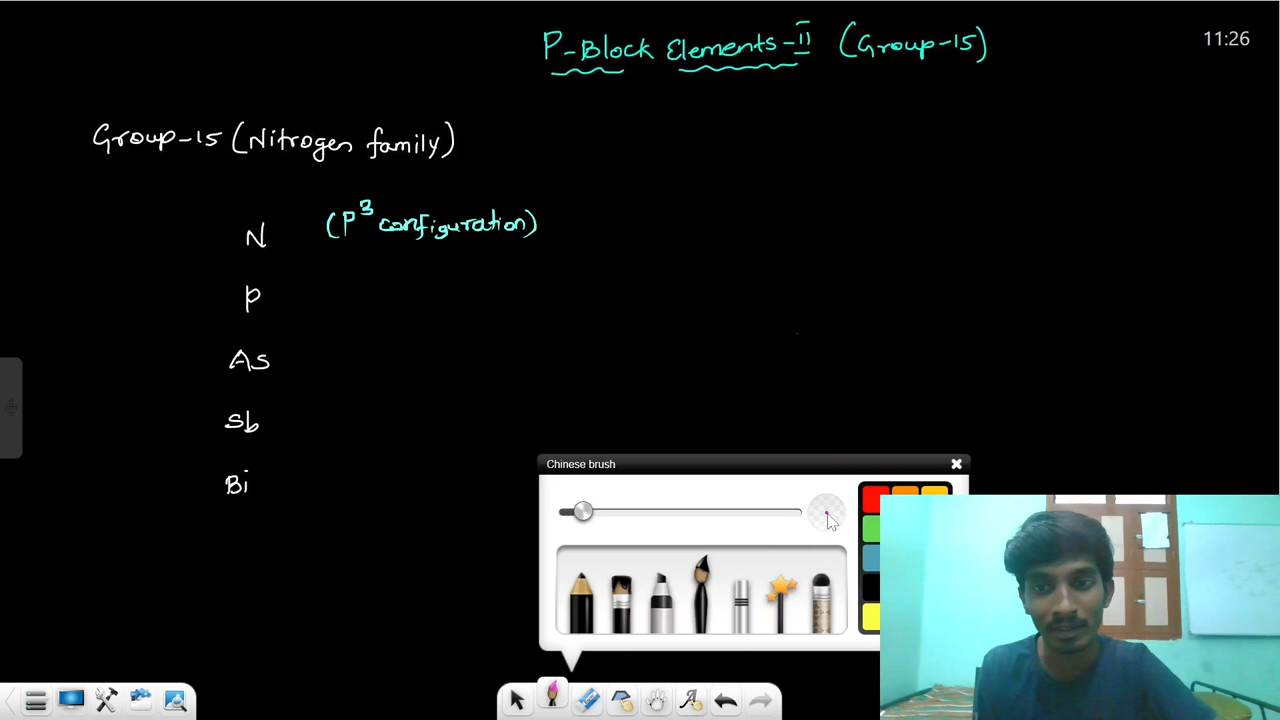 P-Block Elements-II (Group-15)
11:26
Group-15 (Nitrogen family)
N (P³ configuration)
P
As
Sb
Bi
Chinese brush